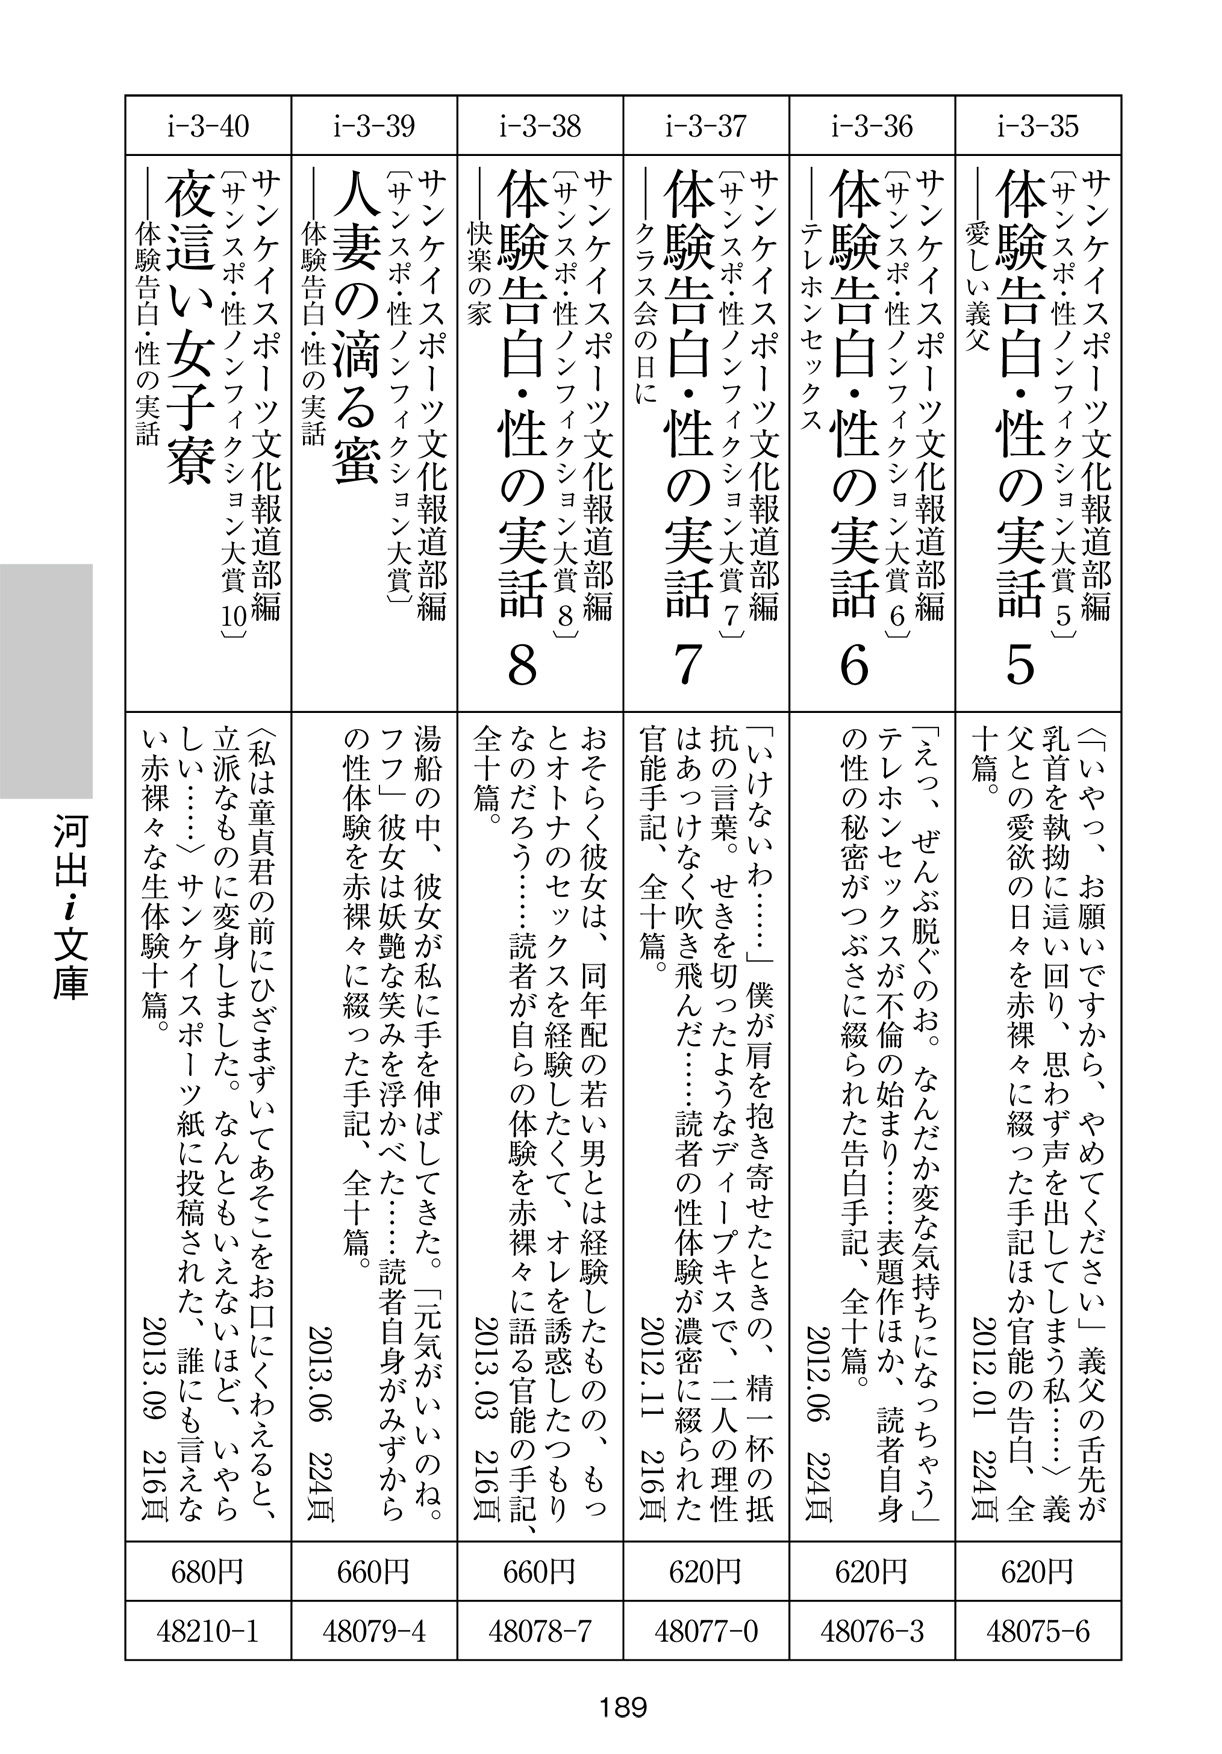 i-3-35
サンケイスポーツ文化報道部編
〔サンスポ・性ノンフィクション大賞5〕
体験告白・性の実話5
――愛しい義父
〈「いやっ、お願いですから、やめてください」義父の舌先が
乳首を執拗に這い回り、思わず声を出してしまう私……〉義
父との愛欲の日々を赤裸々に綴った手記ほか官能の告白、全
十篇。
2012.01 224頁
620円
48075-6
i-3-36
サンケイスポーツ文化報道部編
〔サンスポ・性ノンフィクション大賞6〕
体験告白・性の実話6
――テレホンセックス
「えっ、ぜんぶ脱ぐのお。なんだか変な気持ちになっちゃう」
テレホンセックスが不倫の始まり……表題作ほか、読者自身
の性の秘密がつぶさに綴られた告白手記、全十篇。
2012.06 224頁
620円
48076-3
i-3-37
サンケイスポーツ文化報道部編
〔サンスポ・性ノンフィクション大賞7〕
体験告白・性の実話7
――クラス会の日に
「いけないわ……」僕が肩を抱き寄せたときの、精一杯の抵
抗の言葉。せきを切ったようなディープキスで、二人の理性
はあっけなく吹き飛んだ……読者の性体験が濃密に綴られた
官能手記、全十篇。
2012.11 216頁
620円
48077-0
i-3-38
サンケイスポーツ文化報道部編
〔サンスポ・性ノンフィクション大賞8〕
体験告白・性の実話8
――快楽の家
おそらく彼女は、同年配の若い男とは経験したものの、もっ
とオトナのセックスを経験したくて、オレを誘惑したつもり
なのだろう……読者が自らの体験を赤裸々に語る官能の手記、
全十篇。
2013.03 216頁
660円
48078-7
i-3-39
サンケイスポーツ文化報道部編
〔サンスポ・性ノンフィクション大賞〕
人妻の滴る蜜
――体験告白・性の実話
湯船の中、彼女が私に手を伸ばしてきた。「元気がいいのね。
フフ」彼女は妖艶な笑みを浮かべた……読者自身がみずから
の性体験を赤裸々に綴った手記、全十篇。
2013.06 224頁
660円
48079-4
i-3-40
サンケイスポーツ文化報道部編
〔サンスポ・性ノンフィクション大賞10〕
夜這い女子寮
――体験告白・性の実話
〈私は童貞君の前にひざまずいてあそこをお口にくわえると、
立派なものに変身しました。なんともいえないほど、いやら
しい……〉サンケイスポーツ紙に投稿された、誰にも言えな
い赤裸々な生体験十篇。
2013.09 216頁
680円
48210-1
河出i文庫
189